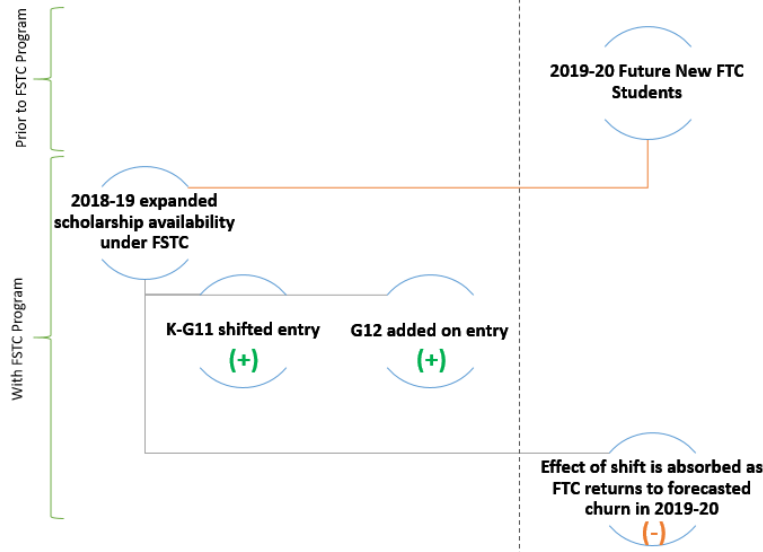 Prior to FSTC Program
2019-20 Future New FTC
Students
With FSTC Program
2018-19 expanded
scholarship availability
under FSTC
K-G11 shifted entry
(+)
G12 added on entry
(+)
Effect of shift is absorbed as
FTC returns to forecasted
churn in 2019-20
(-)